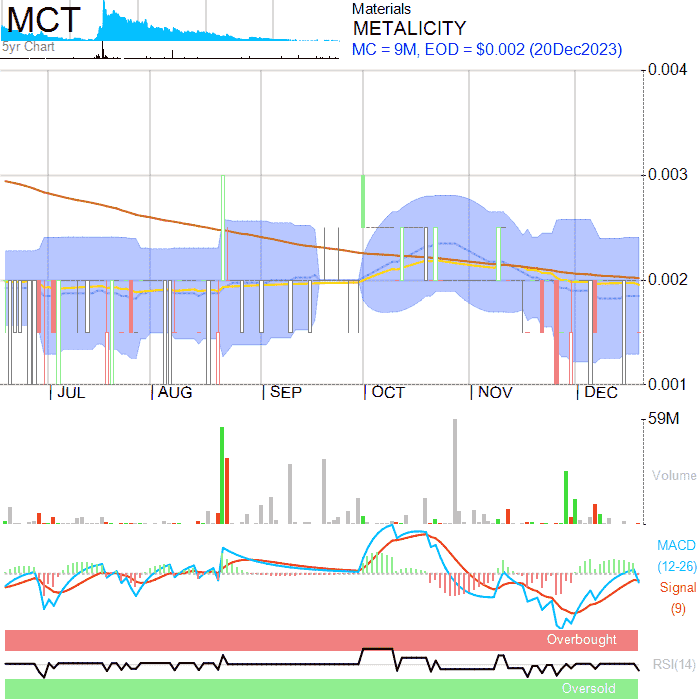 MCT
5yr Chart
Materials
METALICITY
MC = 9M, EOD = $0.002 (20Dec2023)
0.004
0.003
0.002
0.001
JUL
AUG
SEP
OCT
NOV
DEC
59M
Volume
MACD
(12-26)
Signal
(9)
Overbought
RSI(14)
Oversold